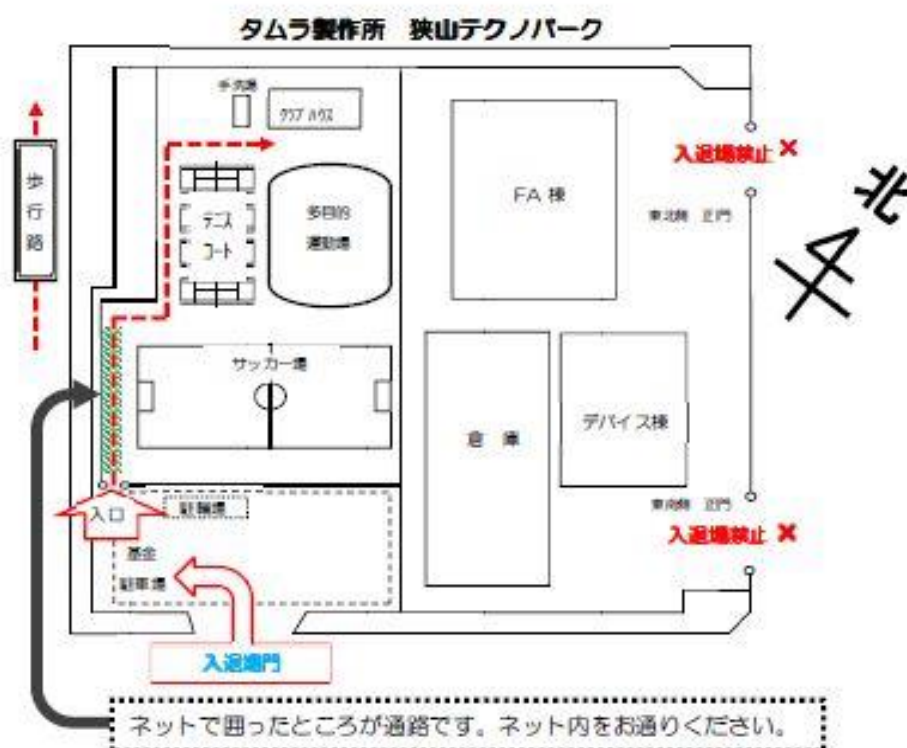 タムラ製作所　狭山テクノパーク
手洗場
クラブ ハウス
入退場禁止 ×
歩行路
FA 棟
北
テニス
コート
多目的
運動場
東北側　正門
サッカー場
倉　庫
デバイス棟
東南側　正門
入退場禁止 ×
入口
駐輪場
基金
駐車場
入退場門
ネットで囲ったところが通路です。ネット内をお通りください。